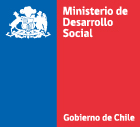 Ministerio de
Desarrollo
Social
Gobierno de Chile